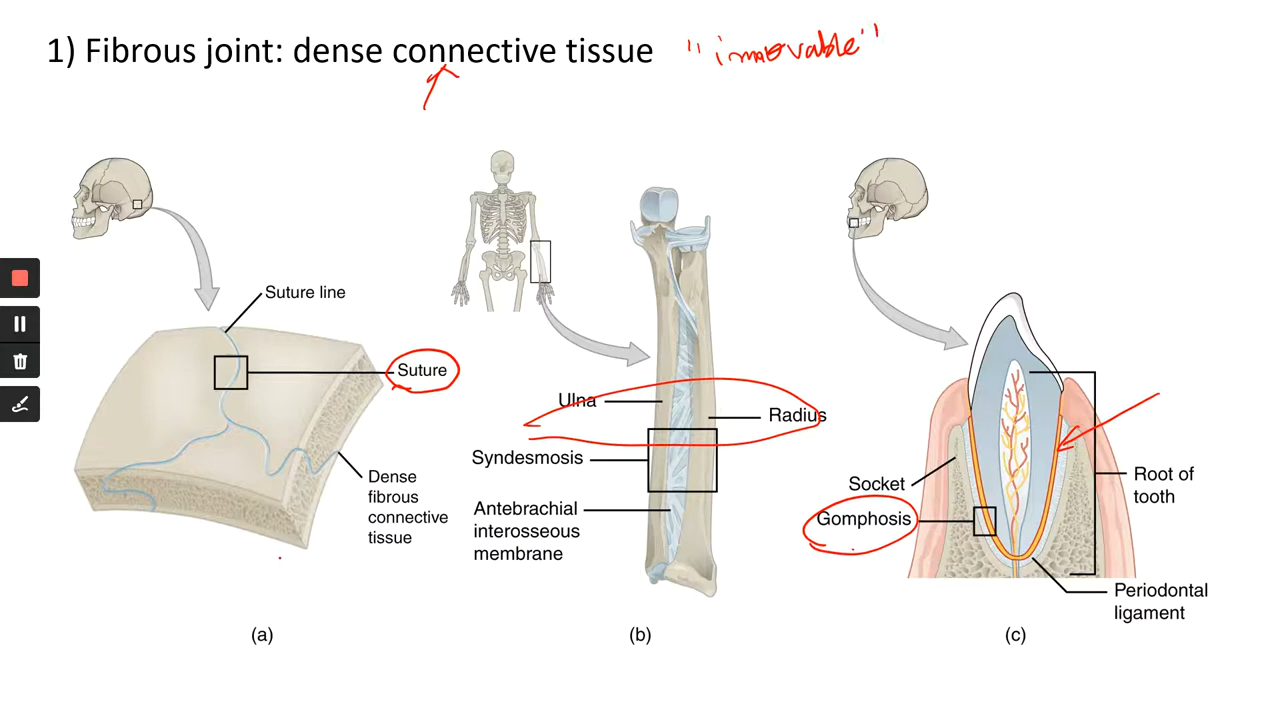 1) Fibrous joint: dense connective tissue "imovable"
Suture line
Suture
Dense
fibrous
connective
tissue
(a)
Ulna
Radius
Syndesmosis
Antebrachial
interosseous
membrane
(b)
Socket
Gomphosis
Root of
tooth
Periodontal
ligament
(c)